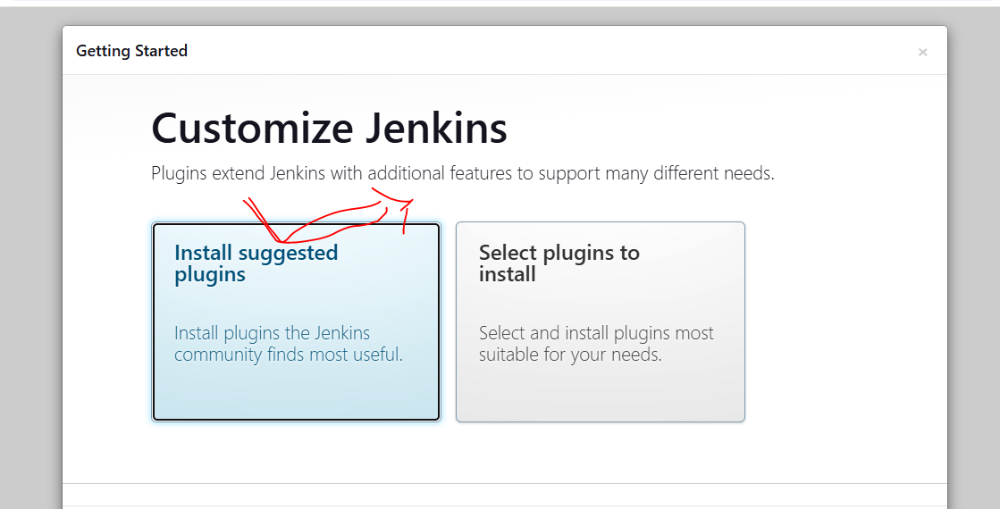 Getting Started
×
Customize Jenkins
Plugins extend Jenkins with additional features to support many different needs.
Install suggested
plugins
Install plugins the Jenkins
community finds most useful.
Select plugins to
install
Select and install plugins most
suitable for your needs.